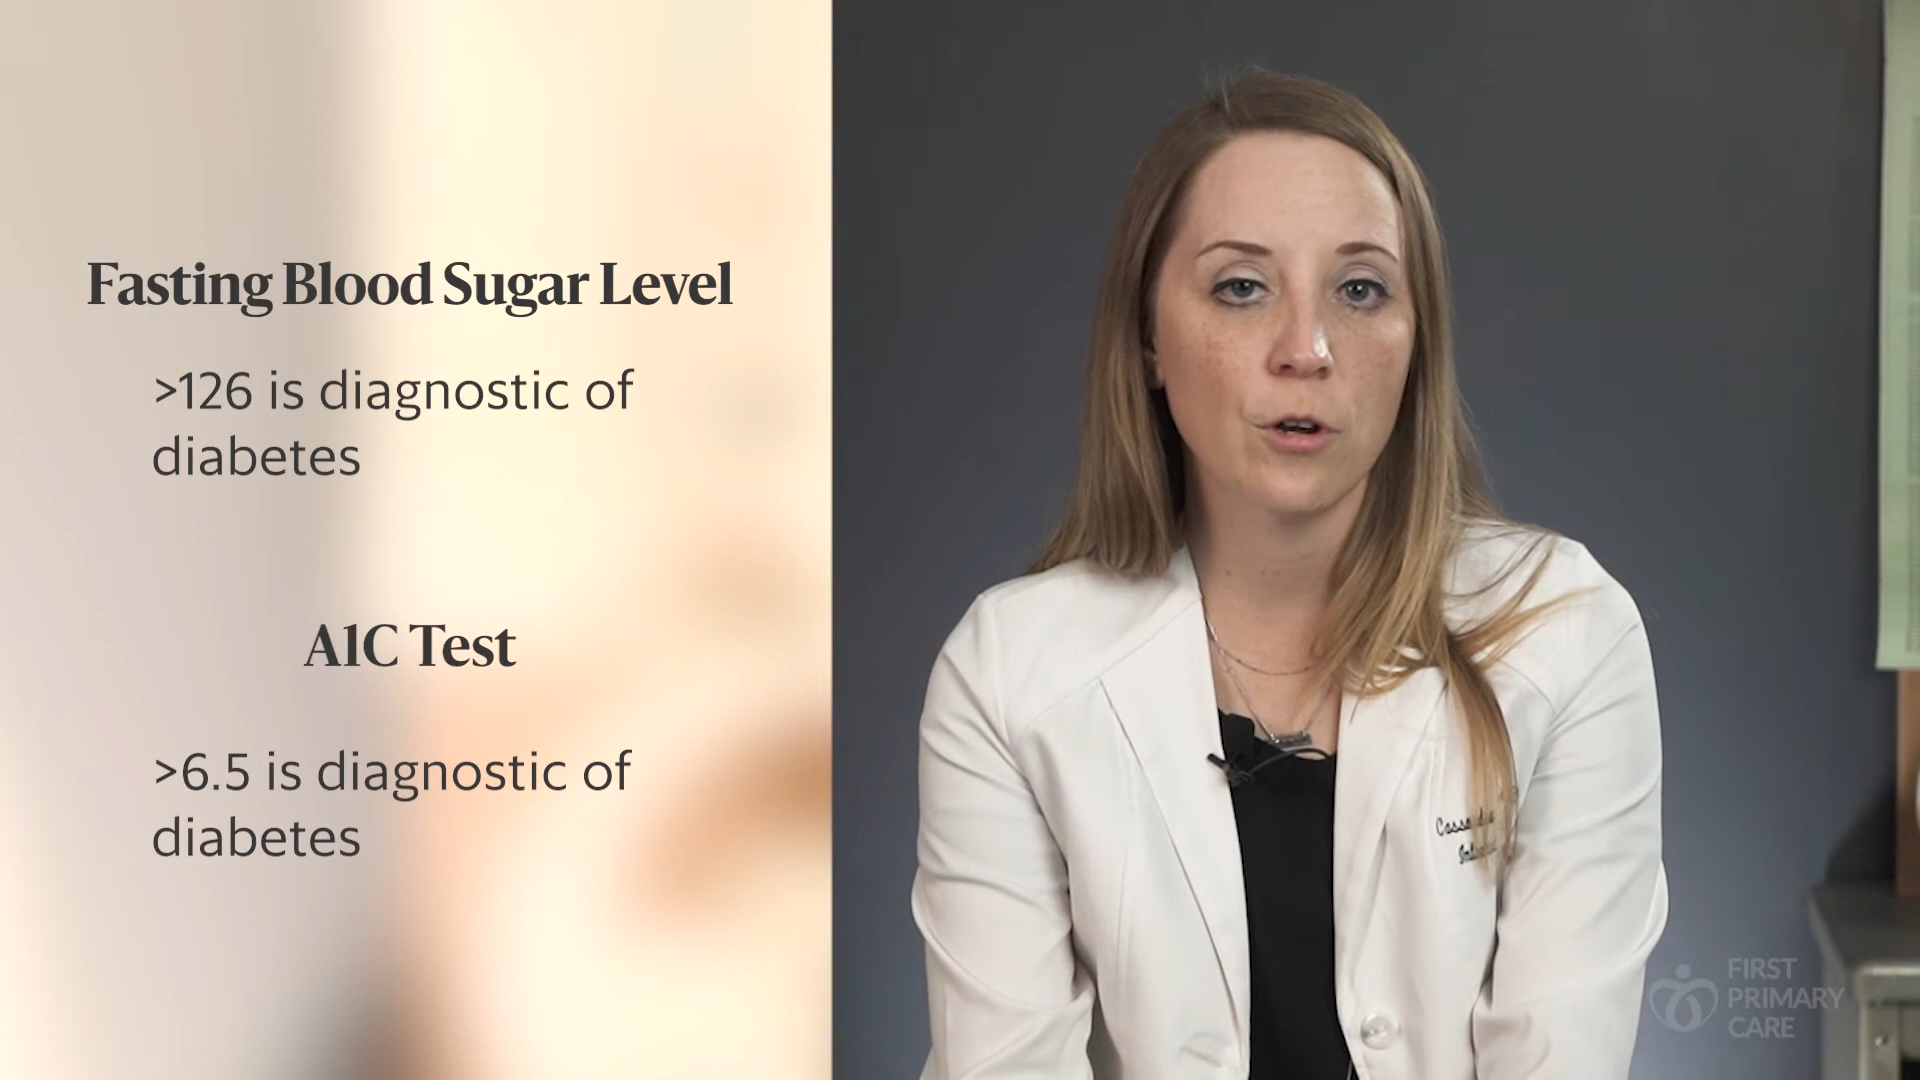 Fasting Blood Sugar Level
>126 is diagnostic of
diabetes
A1C Test
>6.5 is diagnostic of
diabetes
FIRST
PRIMARY
CARE